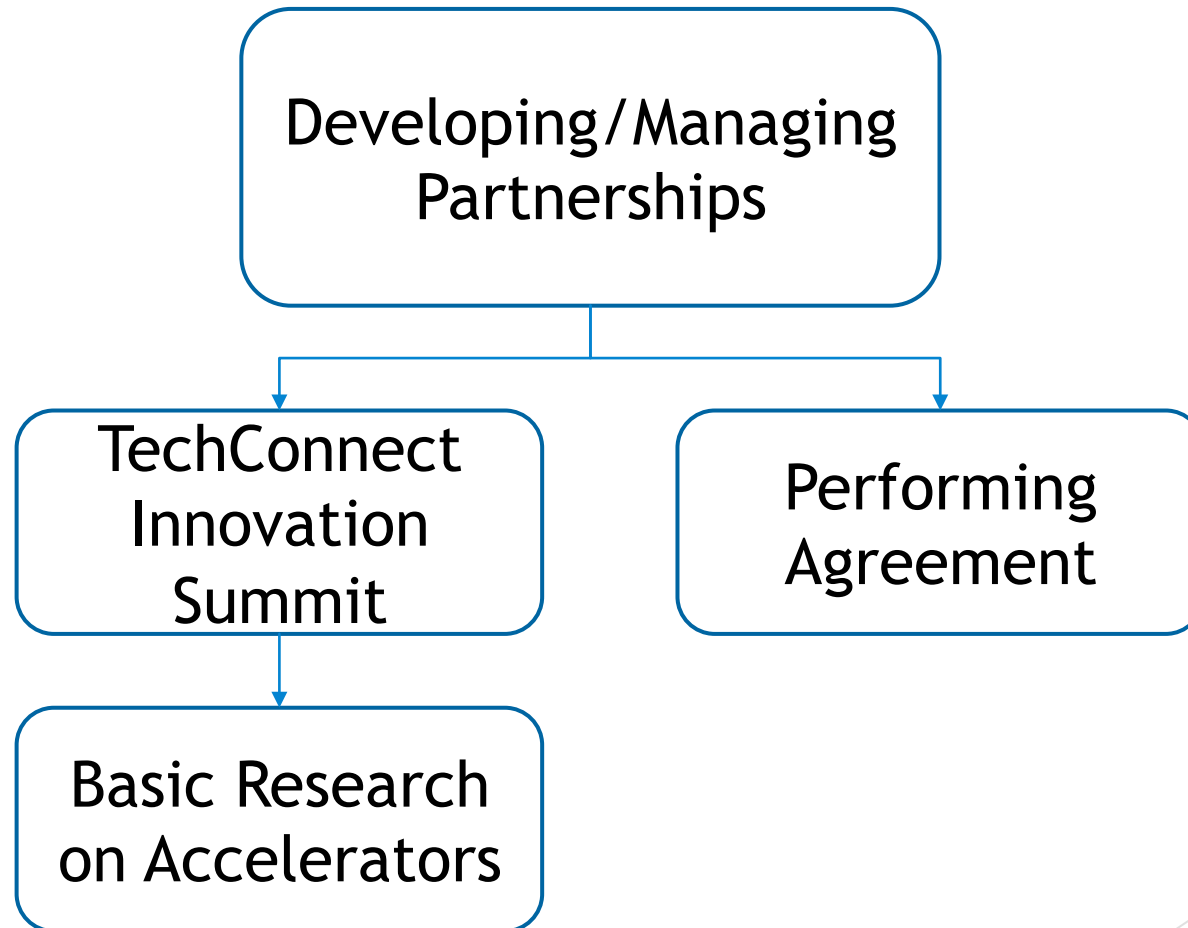 Developing/Managing
Partnerships
TechConnect
Innovation
Summit
Performing
Agreement
Basic Research
on Accelerators